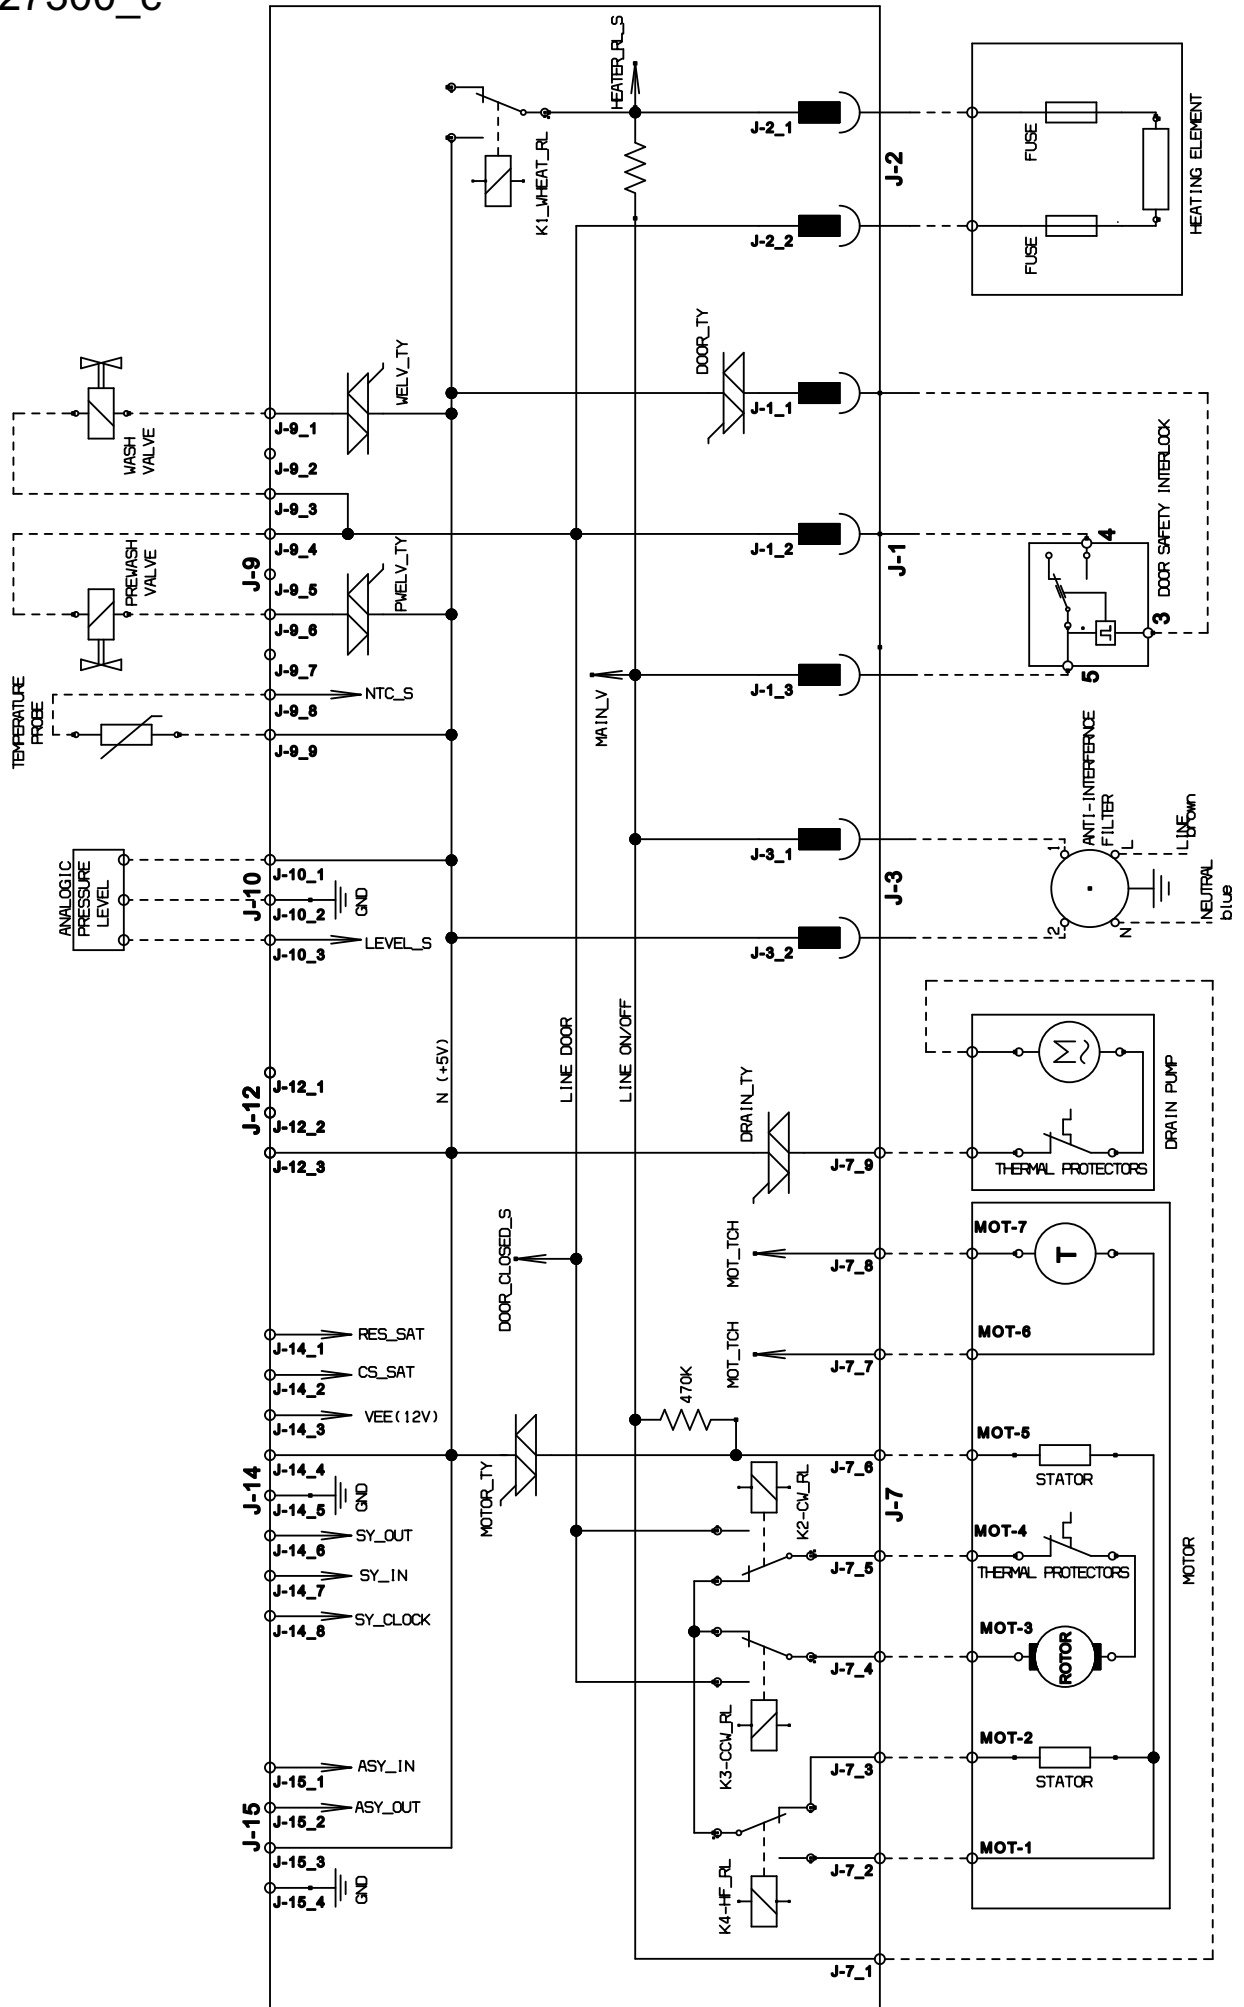 HEATER_RL_S
J-2_1
J-2
FUSE
HEATING ELEMENT
K1_WHEAT_RL
J-2_2
FUSE
WASH
VALVE
J-9_1
WELV_TY
DOOR_TY
J-1_1
J-9_2
J-9_3
DOOR SAFETY INTERLOCK
PREWASH
VALVE
J-9
J-9_4
J-9_5
PWELV_TY
J-1_2
J-1
4
J-9_6
3
J-9_7
5
TEMPERATURE
PROBE
NTC_S
J-9_8
J-9_9
MAIN_V
J-1_3
ANTI-INTERFERNCE
FILTER
1
L
LINE
brown
J-3_1
J-3
ANALOGIC
PRESSURE
LEVEL
J-10
J-10_1
J-10_2
GND
LEVEL_S
J-10_3
J-3_2
2
N
NEUTRAL
blue
N (+5V)
LINE DOOR
LINE ON/OFF
J-12
J-12_1
J-12_2
J-12_3
DRAIN_TY
J-7_9
M
THERMAL PROTECTORS
DRAIN PUMP
DOOR_CLOSED_S
MOT_TCH
J-7_8
MOT-7
T
RES_SAT
J-14_1
MOT_TCH
J-7_7
MOT-6
CS_SAT
J-14_2
VEE(12V)
J-14_3
470K
J-14
J-14_4
MOTOR_TY
J-7_6
MOT-5
STATOR
J-14_5
GND
K2-CW_RL
J-7
SY_OUT
J-14_6
SY_IN
J-14_7
SY_CLOCK
J-14_8
J-7_5
MOT-4
THERMAL PROTECTORS
MOTOR
J-7_4
MOT-3
ROTOR
K3-CCW_RL
MOT-2
ASY_IN
J-15_1
J-7_3
STATOR
J-15
ASY_OUT
J-15_2
J-15_3
J-7_2
MOT-1
J-15_4
GND
K4-HF_RL
J-7_1